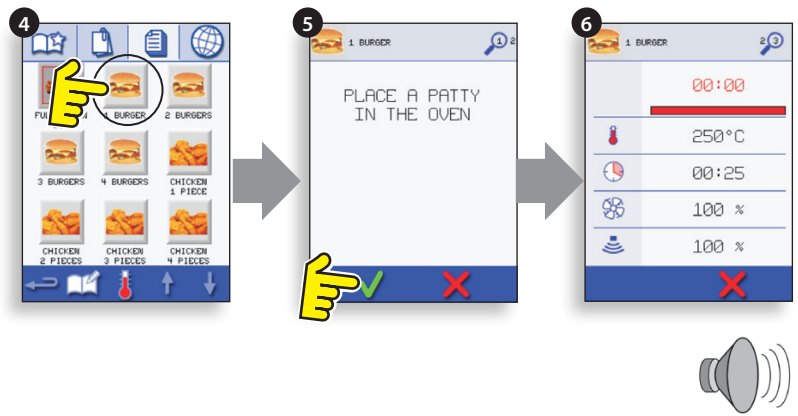 4
1 BURGER
2 BURGERS
3 BURGERS
4 BURGERS
CHICKEN
1 PIECE
CHICKEN
2 PIECES
CHICKEN
3 PIECES
CHICKEN
4 PIECES
5
1 BURGER
1 2
PLACE A PATTY
IN THE OVEN
6
1 BURGER
2 3
00:00
250°C
00:25
100 %
100 %